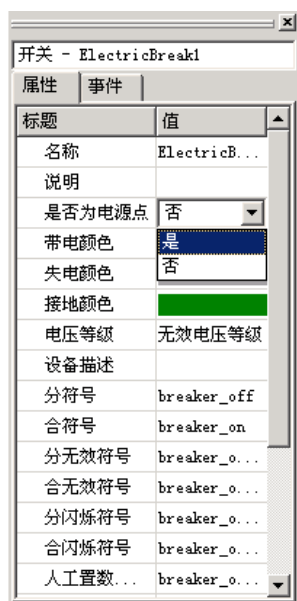 开关 - ElectricBreak1
属性 事件
标题 值
名称 ElectricB...
说明
是否为电源点 否
带电颜色 是
失电颜色 否
接地颜色
电压等级 无效电压等级
设备描述
分符号 breaker_off
合符号 breaker_on
分无效符号 breaker_o...
合无效符号 breaker_o...
分闪烁符号 breaker_o...
合闪烁符号 breaker_o...
人工置数... breaker_o...